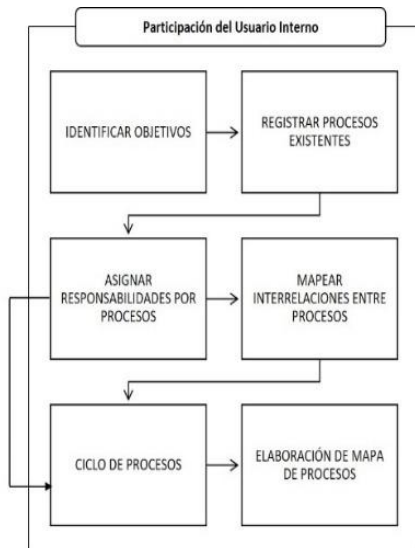 Participación del Usuario Interno
IDENTIFICAR OBJETIVOS
REGISTRAR PROCESOS
EXISTENTES
ASIGNAR
RESPONSABILIDADES POR
PROCESOS
MAPEAR
INTERRELACIONES ENTRE
PROCESOS
CICLO DE PROCESOS
ELABORACIÓN DE MAPA
DE PROCESOS